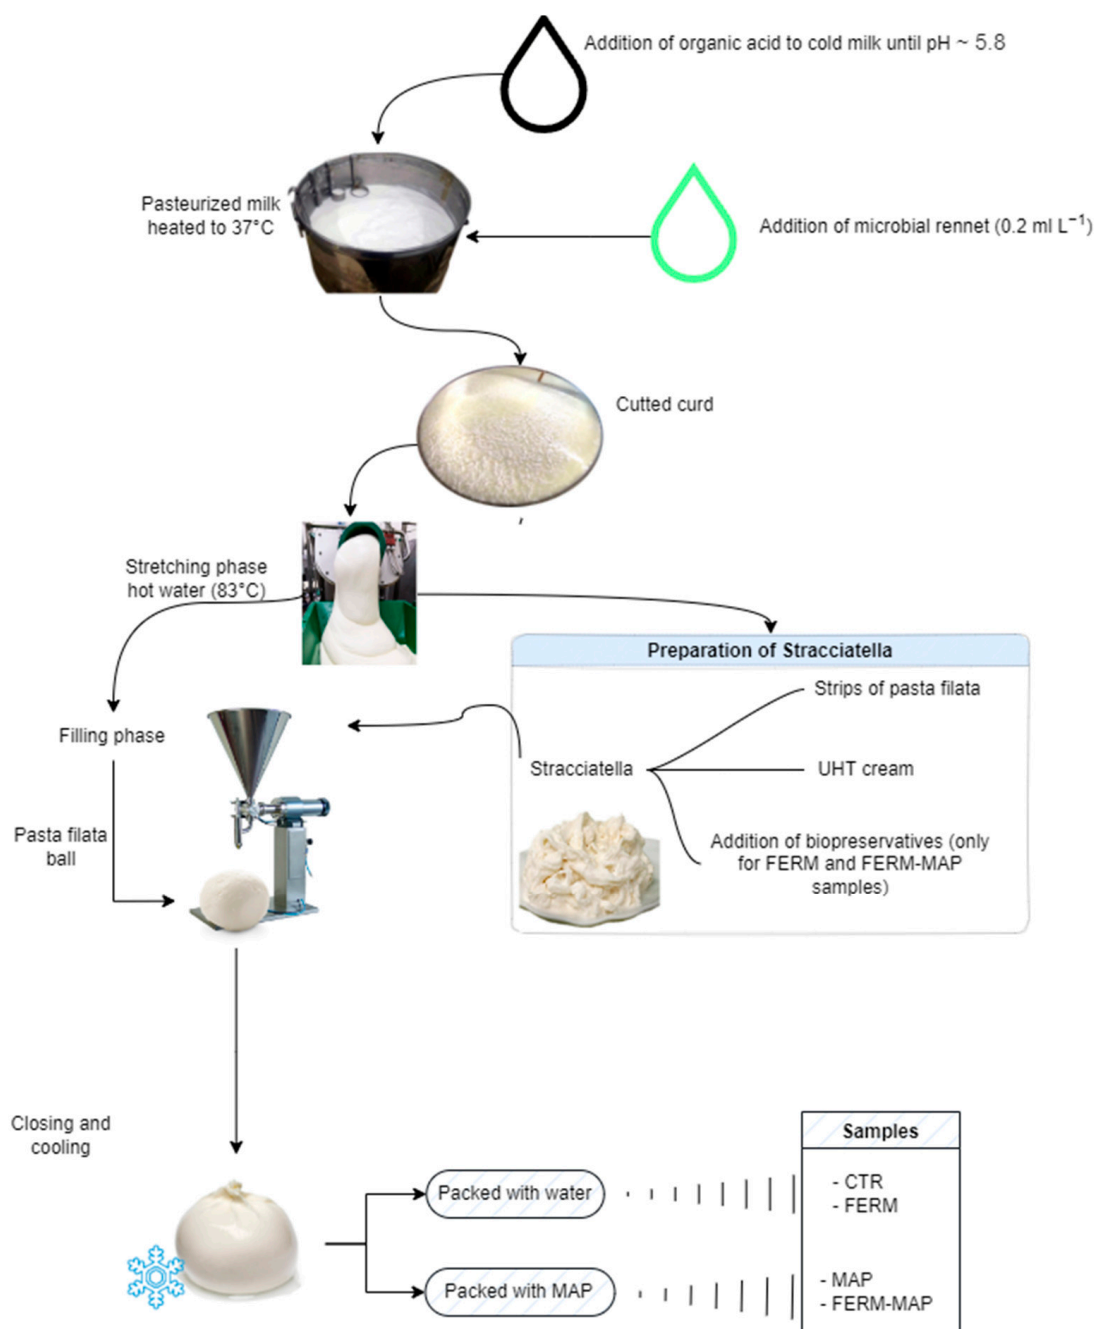 Addition of organic acid to cold milk until pH ~ 5.8
Pasteurized milk
heated to 37°C
Addition of microbial rennet (0.2 ml L⁻¹)
Cutted curd
Stretching phase
hot water (83°C)
Preparation of Stracciatella
Strips of pasta filata
Filling phase
Stracciatella
UHT cream
Pasta filata
ball
Addition of biopreservatives (only
for FERM and FERM-MAP
samples)
Closing and
cooling
Samples
Packed with water
- CTR
- FERM
Packed with MAP
- MAP
- FERM-MAP